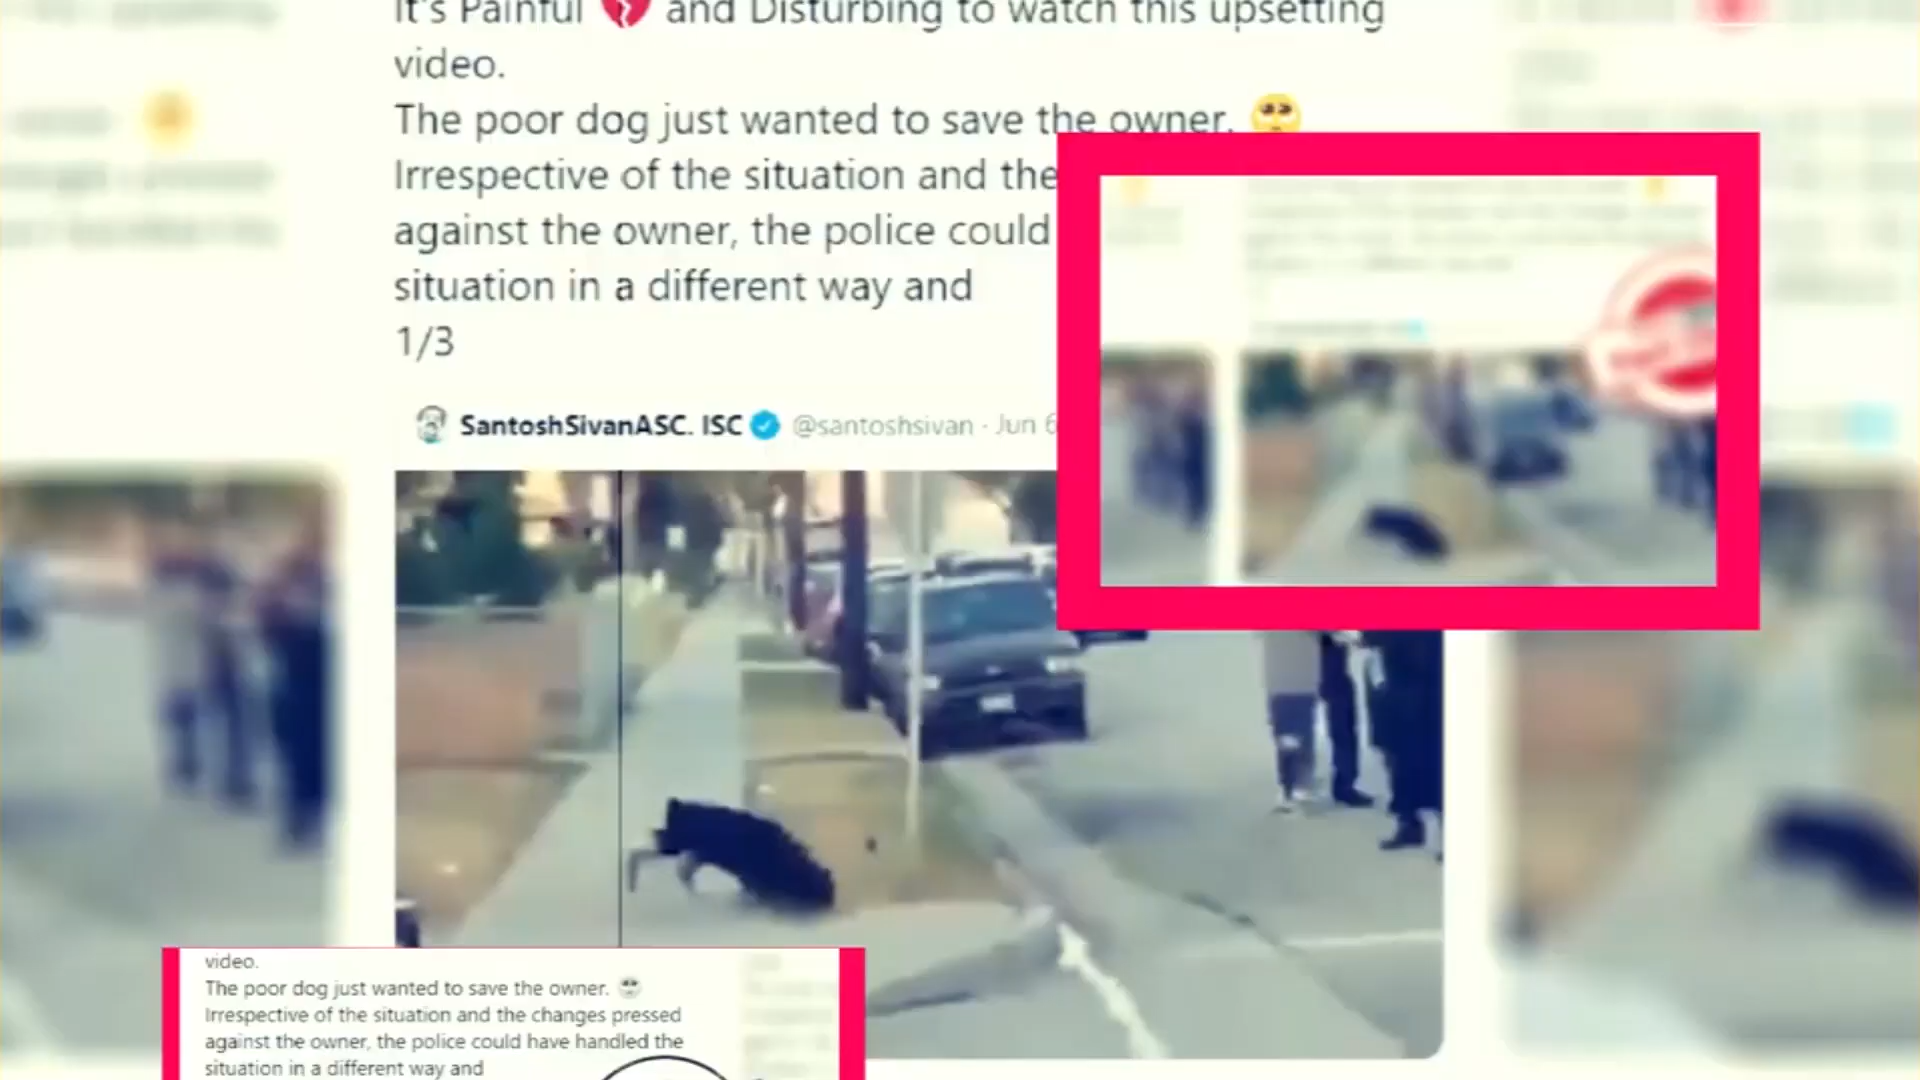 It's Painful 💔 and Disturbing to watch this upsetting
video.
The poor dog just wanted to save the owner. 🥺
Irrespective of the situation and the
against the owner, the police could
situation in a different way and
1/3
SantoshSivanASC. ISC @santoshsivan · Jun 6
video.
The poor dog just wanted to save the owner. 🥺
Irrespective of the situation and the changes pressed
against the owner, the police could have handled the
situation in a different way and